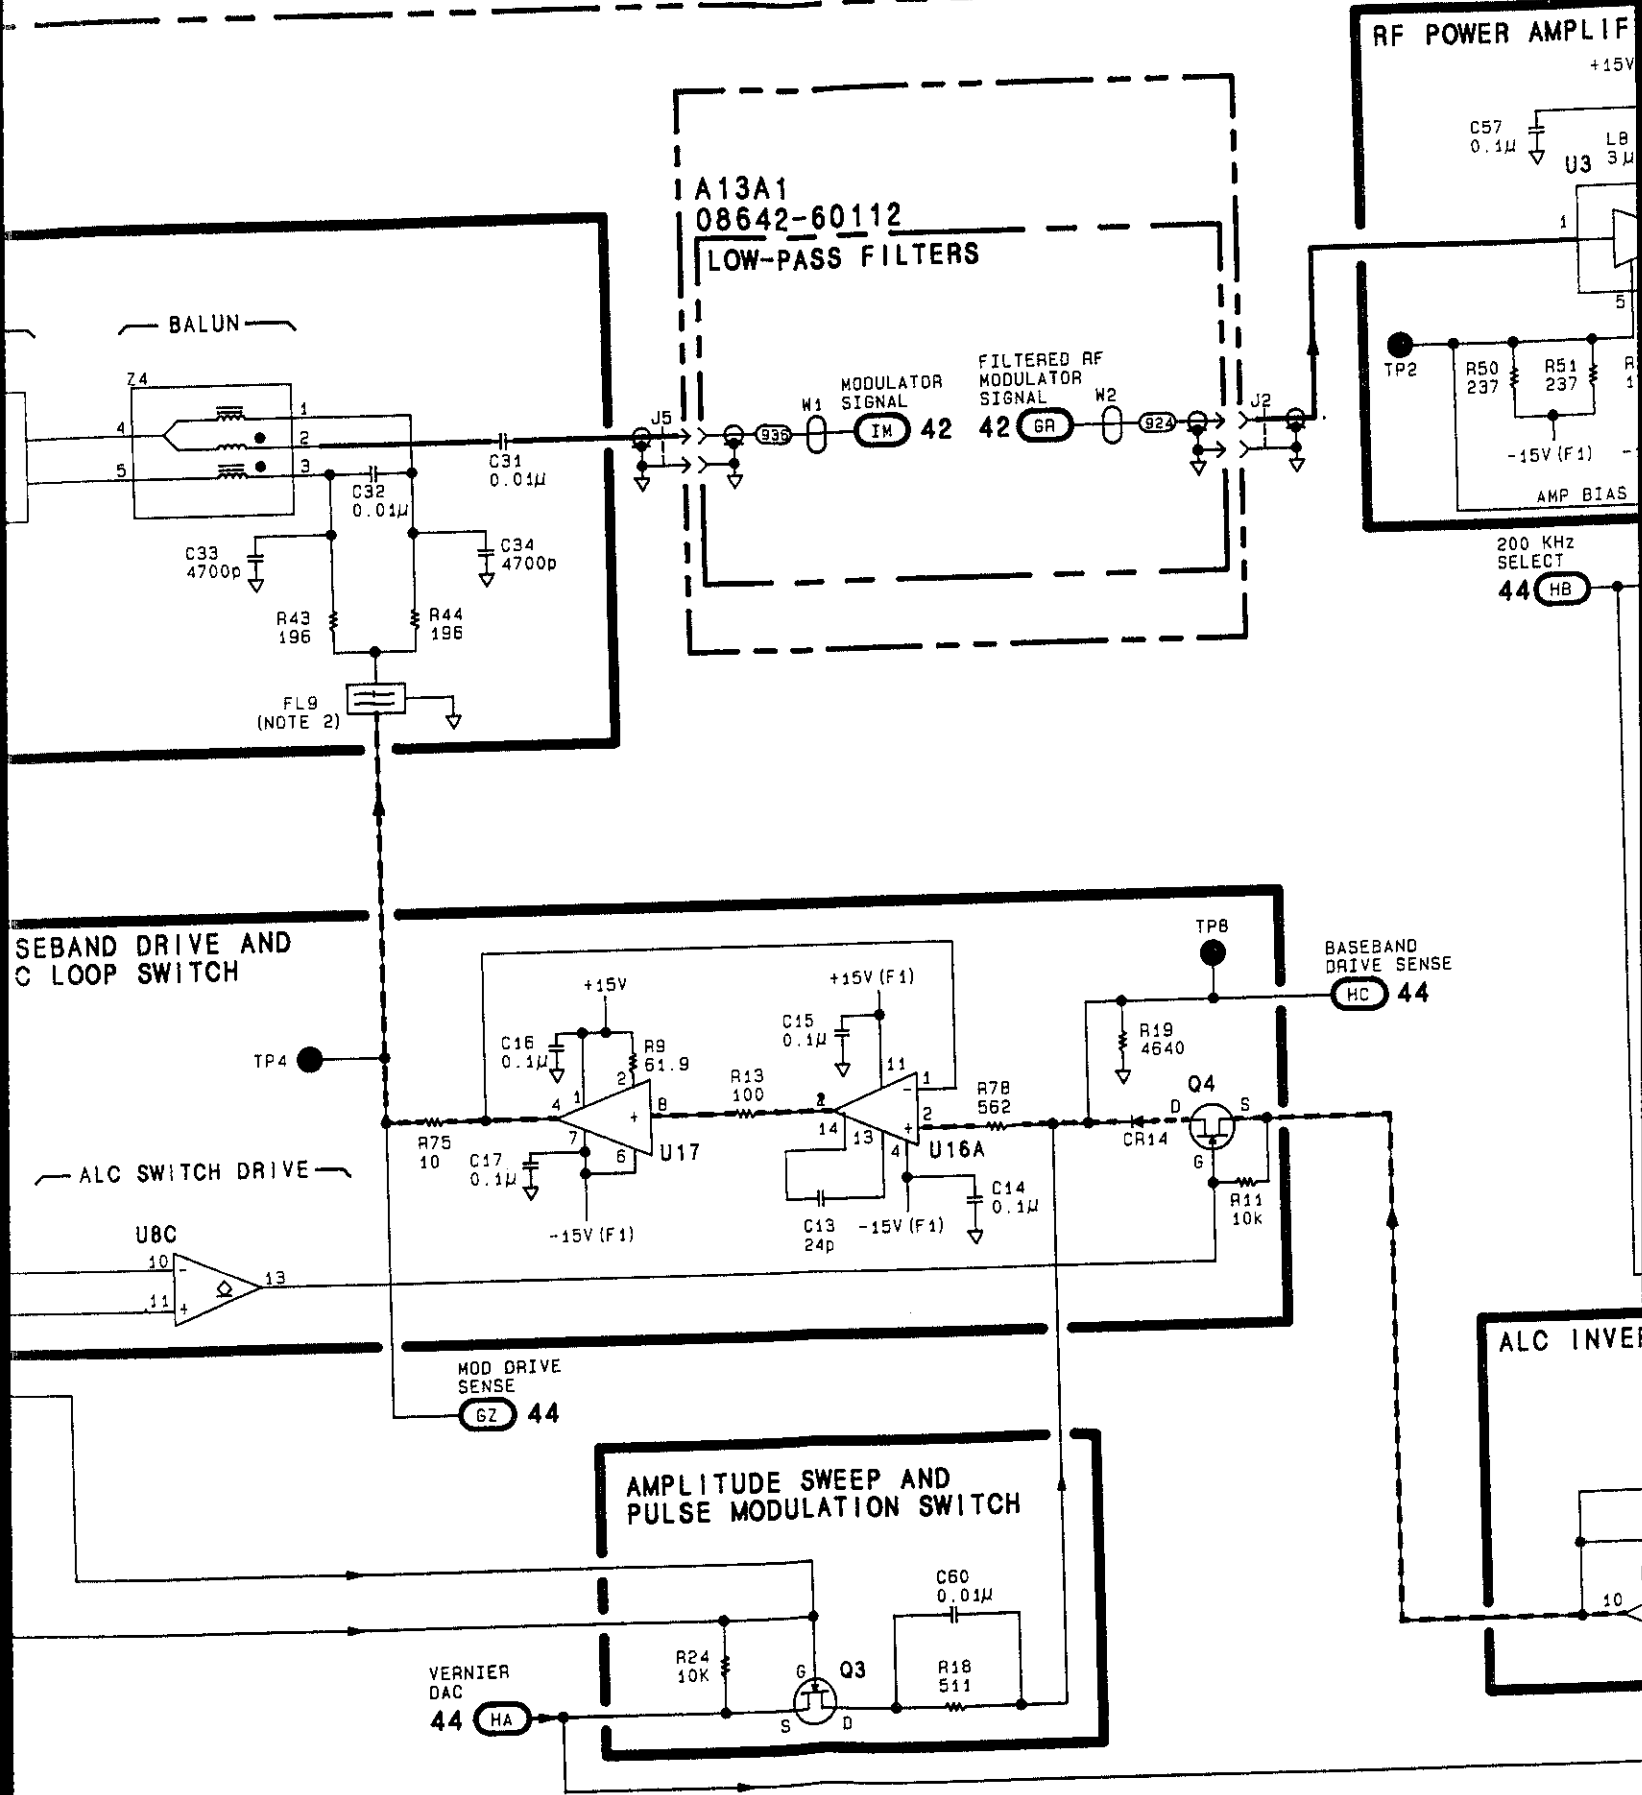 RF POWER AMPLIF
+15V
C57
0.1µ
L8
3µ
U3
1
5
A13A1
08642-60112
LOW-PASS FILTERS
BALUN
Z4
4
5
1
2
3
C31
0.01µ
C32
0.01µ
C33
4700p
C34
4700p
R43
196
R44
196
FL9
(NOTE 2)
J5
936
W1
MODULATOR
SIGNAL
IM 42
FILTERED RF
MODULATOR
SIGNAL
42 GA
W2
924
J2
TP2
R50
237
R51
237
R
1
-15V(F1)
AMP BIAS
200 KHz
SELECT
44 HB
SEBAND DRIVE AND
C LOOP SWITCH
TP4
ALC SWITCH DRIVE
U8C
10
-
11
+
13
+15V
C16
0.1µ
R9
61.9
2
1
4
7
6
8
+
U17
R75
10
C17
0.1µ
-15V(F1)
R13
100
+15V(F1)
C15
0.1µ
11
1
-
2
+
14
13
4
U16A
C13
24p
-15V(F1)
C14
0.1µ
R78
562
TP8
R19
4640
BASEBAND
DRIVE SENSE
HC 44
CR14
Q4
D
S
G
R11
10k
MOD DRIVE
SENSE
GZ 44
AMPLITUDE SWEEP AND
PULSE MODULATION SWITCH
C60
0.01µ
R18
511
R24
10K
Q3
G
S
D
VERNIER
DAC
44 HA
ALC INVE
10